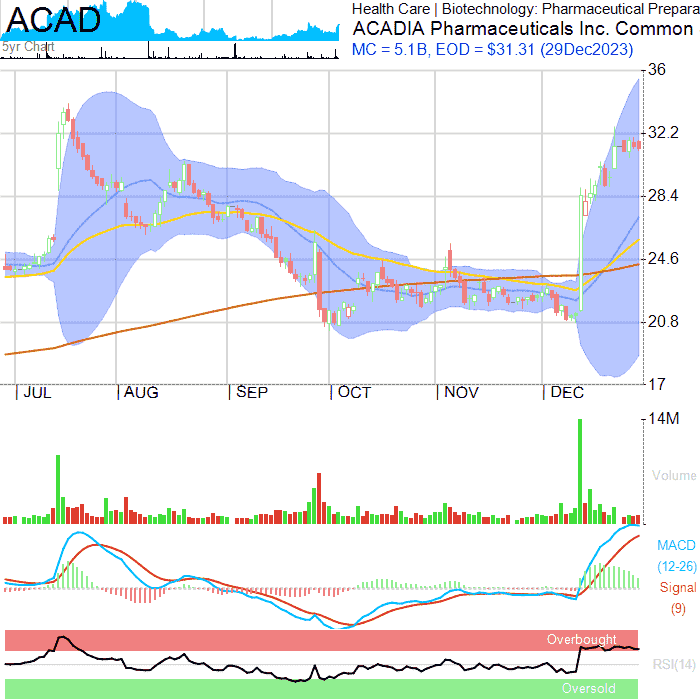 ACAD
Health Care | Biotechnology: Pharmaceutical Prepara
ACADIA Pharmaceuticals Inc. Common
MC = 5.1B, EOD = $31.31 (29Dec2023)
5yr Chart
36
32.2
28.4
24.6
20.8
17
| JUL | AUG | SEP | OCT | NOV | DEC
14M
Volume
MACD
(12-26)
Signal
(9)
Overbought
RSI(14)
Oversold